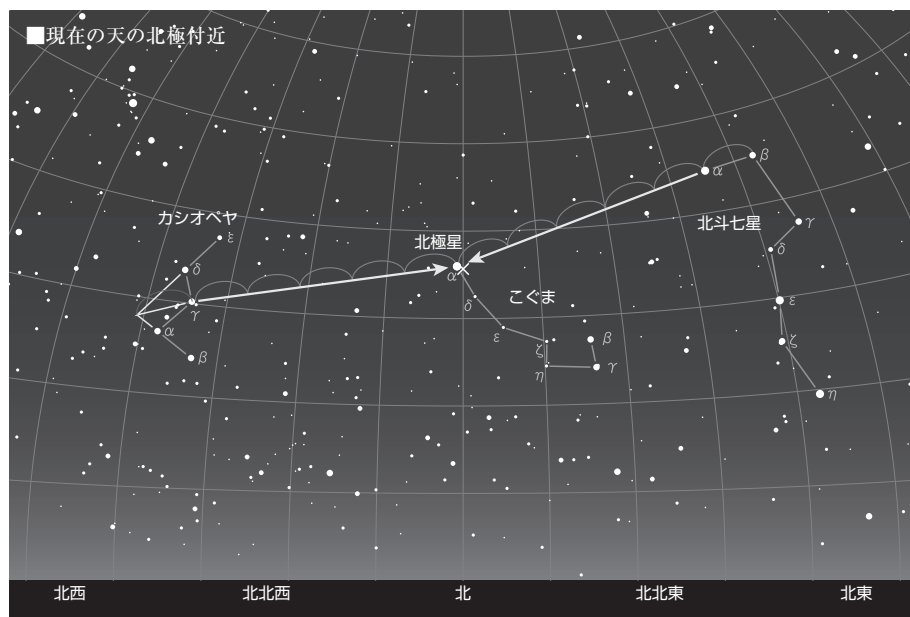 ■現在の天の北極付近
カシオペヤ
ε
δ
γ
α
β
北極星
α
こぐま
δ
ε
ζ
η
β
γ
北斗七星
α
β
γ
δ
ε
ζ
η
北西
北北西
北
北北東
北東